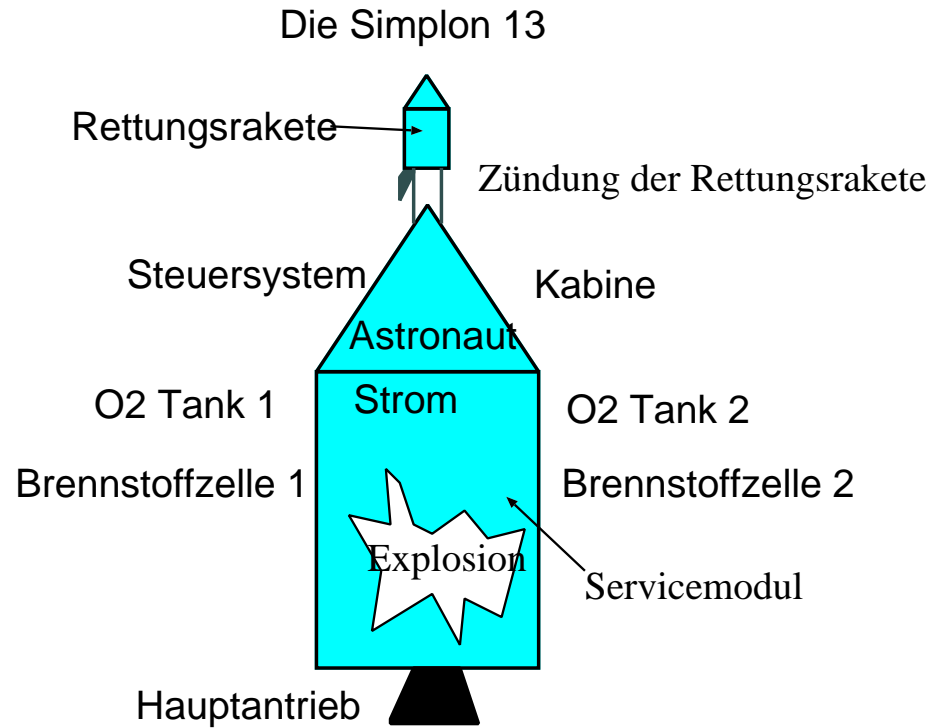 Die Simplon 13
Rettungsrakete
Zündung der Rettungsrakete
Steuersystem
Kabine
Astronaut
O2 Tank 1
Strom
O2 Tank 2
Brennstoffzelle 1
Brennstoffzelle 2
Explosion
Servicemodul
Hauptantrieb